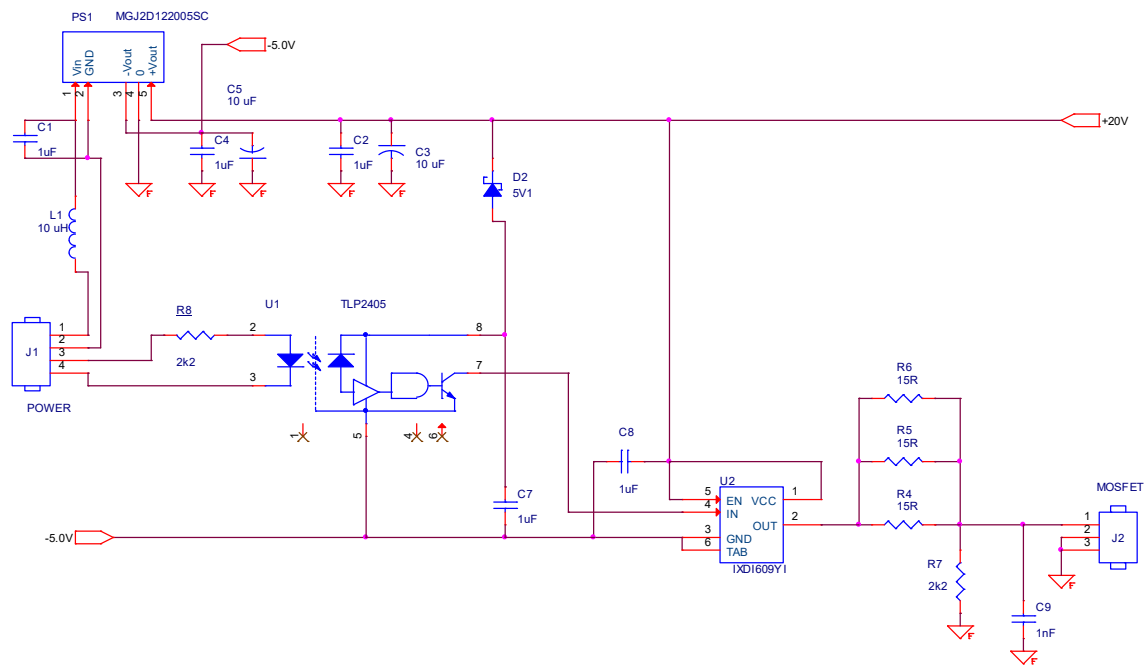 PS1 MGJ2D122005SC
Vin
GND
-Vout
0
+Vout
1
2
3
4
5
-5.0V
C5
10 uF
C1
1uF
C4
1uF
C2
1uF
C3
10 uF
+20V
D2
5V1
F
F
F
F
F
L1
10 uH
J1
1
2
3
4
POWER
R8
2k2
U1
TLP2405
2
3
8
7
1
5
4
6
C7
1uF
-5.0V
C8
1uF
U2
5
4
3
6
EN
IN
GND
TAB
VCC
OUT
1
2
IXDI609YI
R6
15R
R5
15R
R4
15R
R7
2k2
F
C9
1nF
F
MOSFET
1
2
3
J2
F